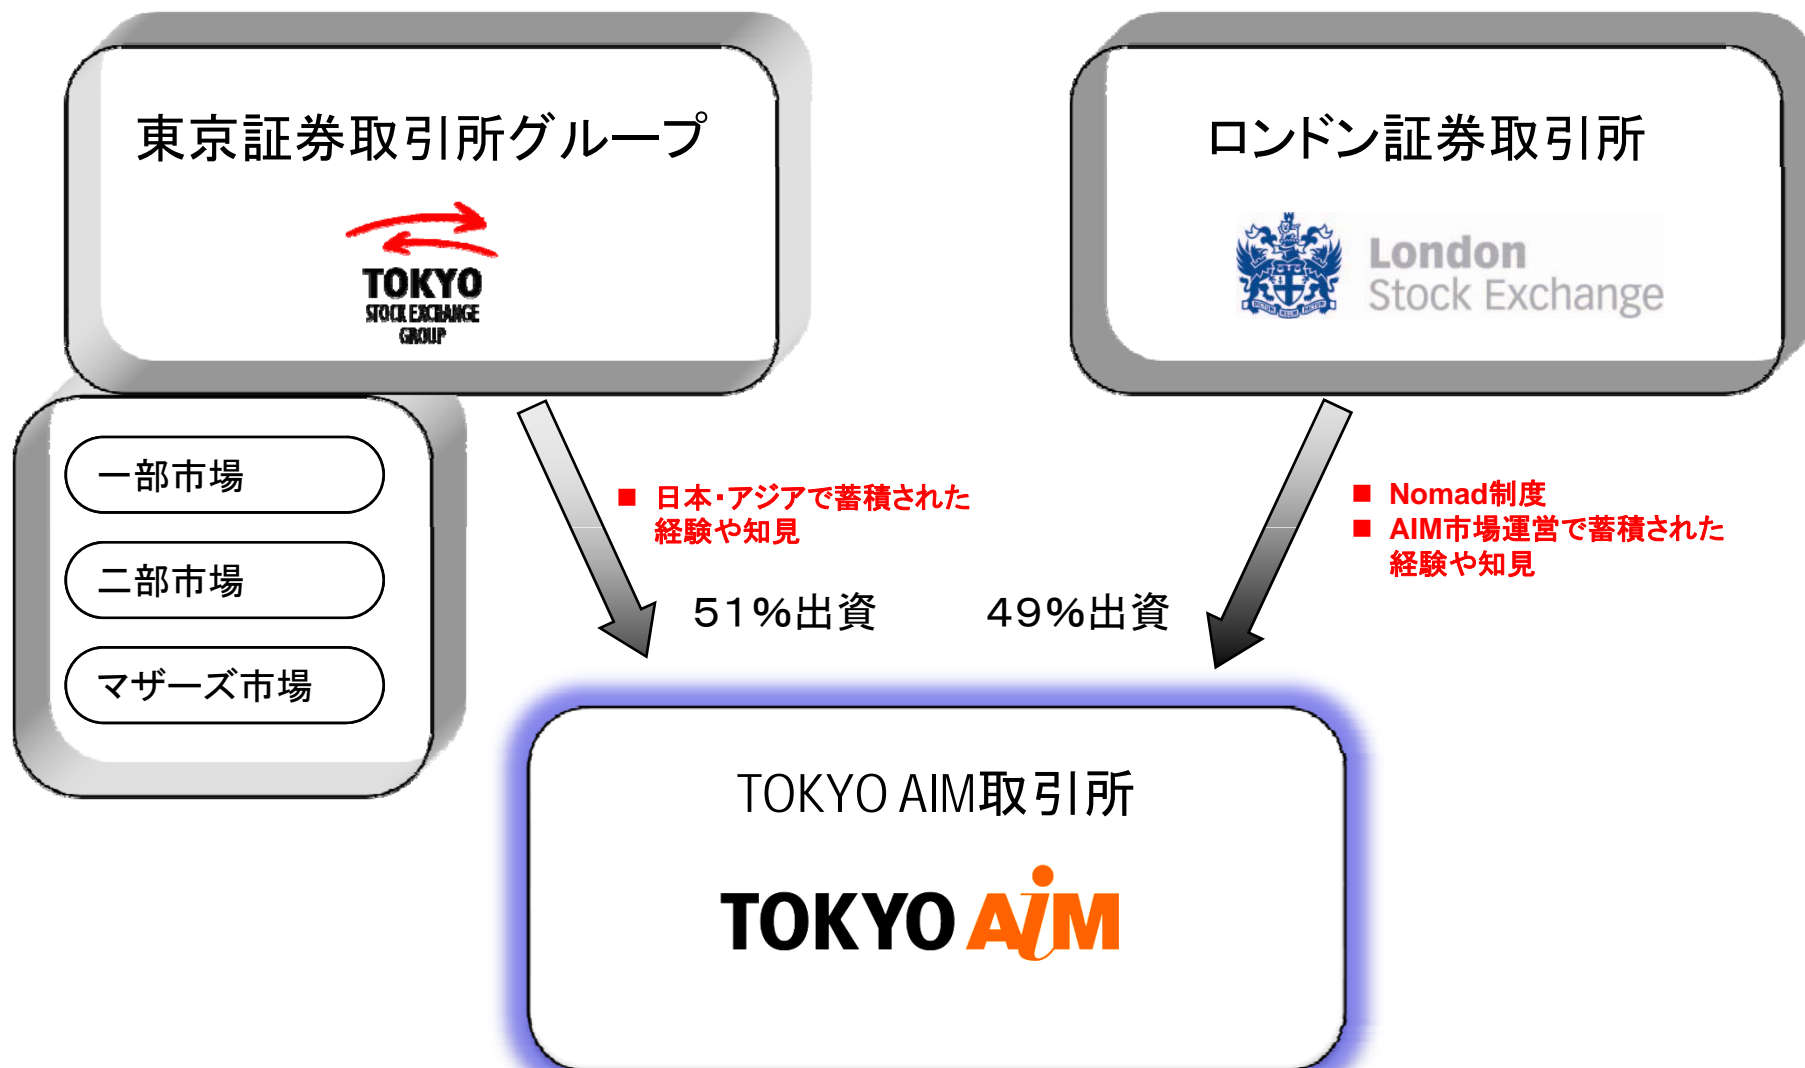 東京証券取引所グループ
TOKYO
STOCK EXCHANGE
GROUP
ロンドン証券取引所
London
Stock Exchange
一部市場
二部市場
マザーズ市場
■ 日本・アジアで蓄積された
経験や知見
■ Nomad制度
■ AIM市場運営で蓄積された
経験や知見
51%出資
49%出資
TOKYO AIM取引所
TOKYO AiM